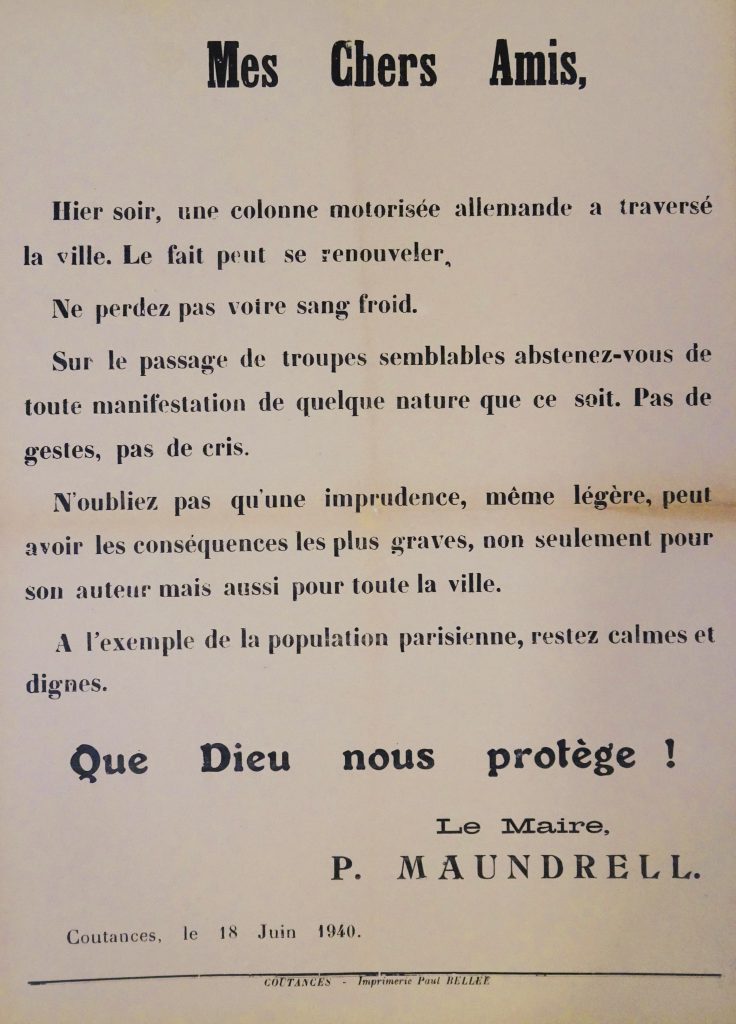 Mes Chers Amis,
Hier soir, une colonne motorisée allemande a traversé
la ville. Le fait peut se renouveler.
Ne perdez pas votre sang froid.
Sur le passage de troupes semblables abstenez-vous de
toute manifestation de quelque nature que ce soit. Pas de
gestes, pas de cris.
N'oubliez pas qu'une imprudence, même légère, peut
avoir les conséquences les plus graves, non seulement pour
son auteur mais aussi pour toute la ville.
A l'exemple de la population parisienne, restez calmes et
dignes.
Que Dieu nous protège !
Le Maire,
P. MAUNDRELL.
Coutances, le 18 Juin 1940.
COUTANCES - Imprimerie Paul BELLEE